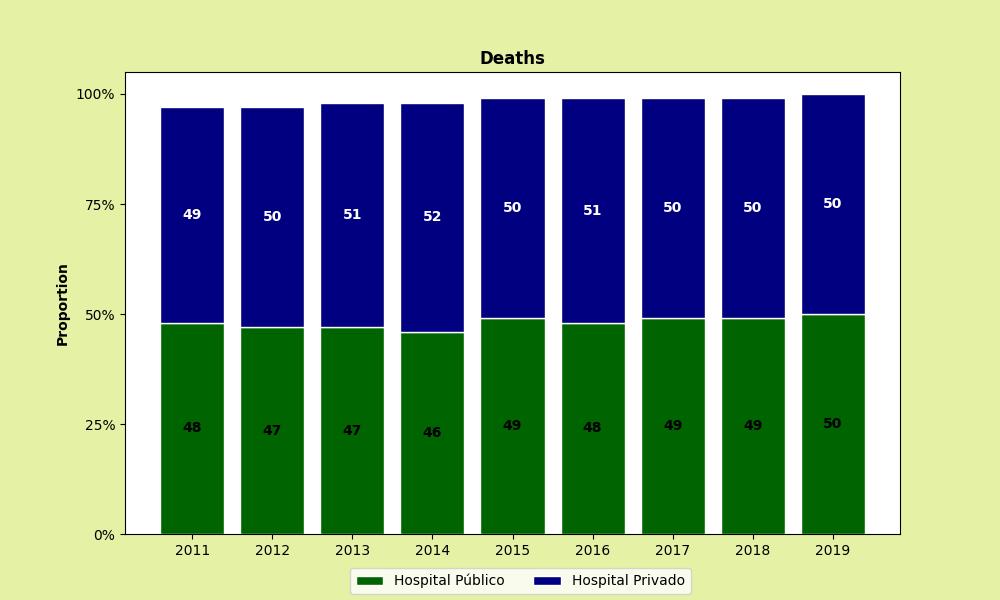 Deaths
100%
75%
50%
25%
0%
Proportion
49 50 51 52 50 51 50 50 50
48 47 47 46 49 48 49 49 50
2011 2012 2013 2014 2015 2016 2017 2018 2019
Hospital Público Hospital Privado